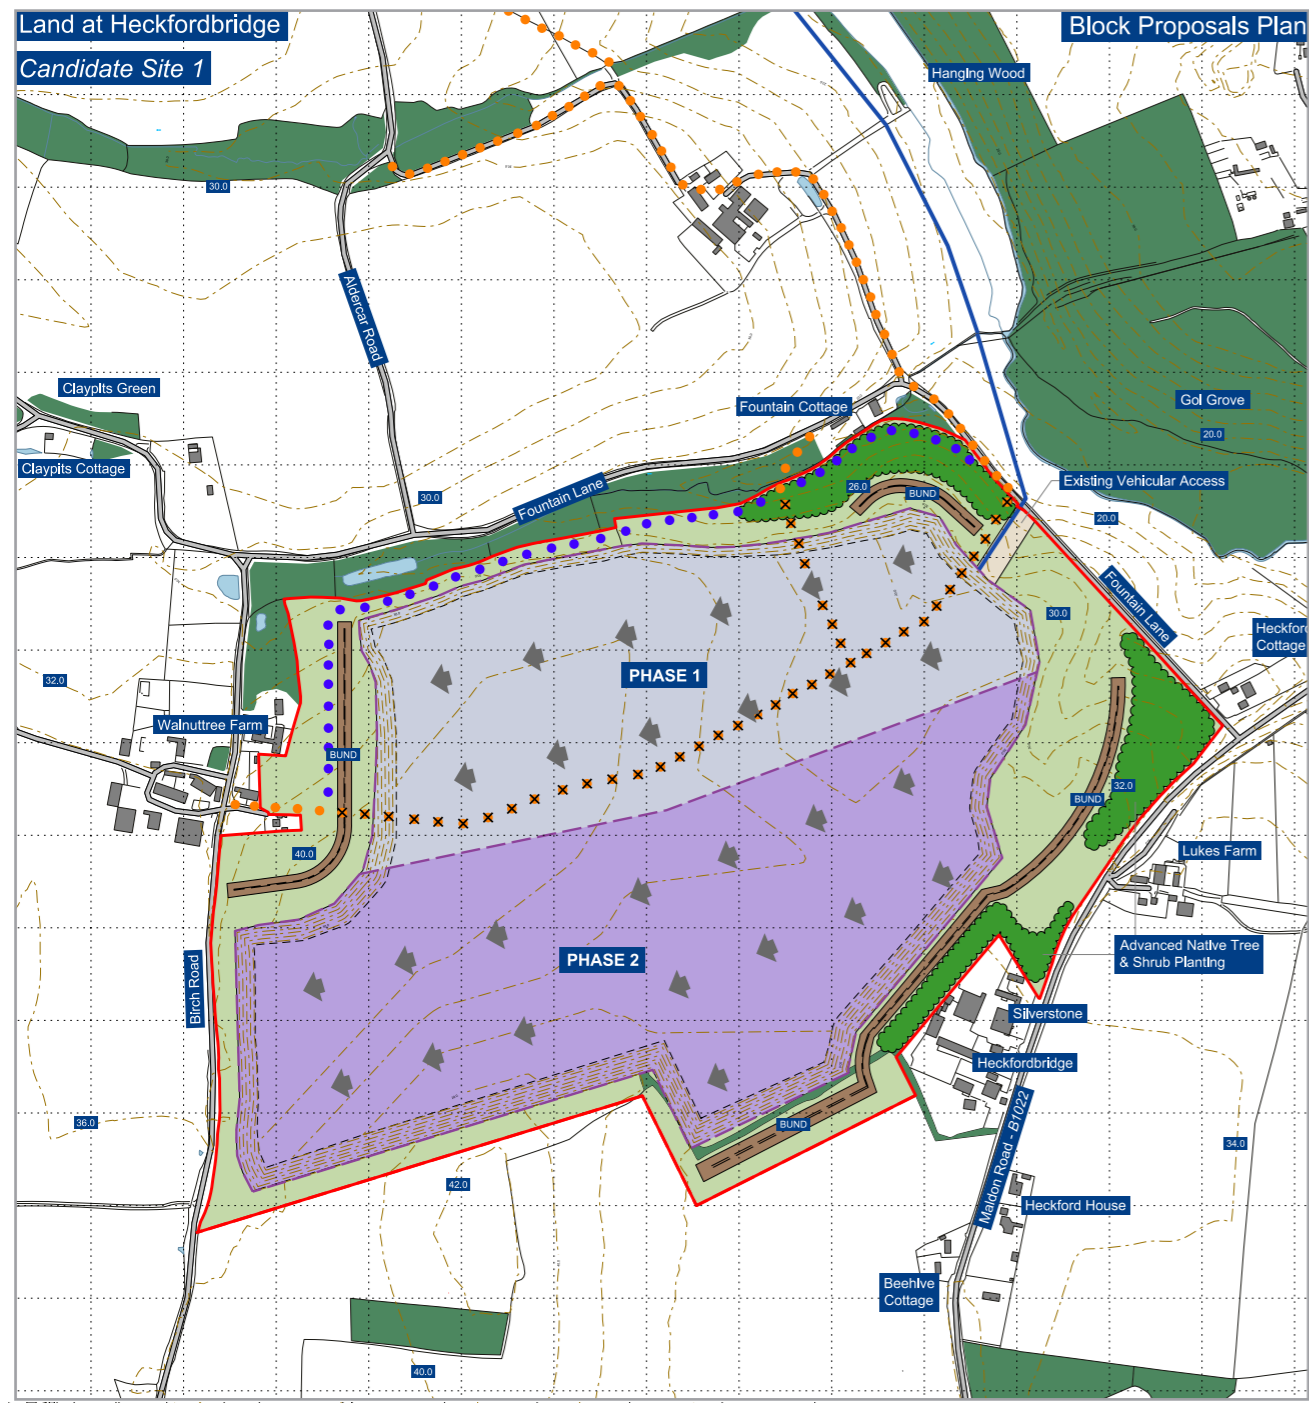 Land at Heckfordbridge
Block Proposals Plan
Candidate Site 1
Hanging Wood
30.0
Aldercar Road
Claypits Green
Fountain Cottage
Gol Grove
20.0
Claypits Cottage
Existing Vehicular Access
30.0
Fountain Lane
26.0
BUND
20.0
Fountain Lane
30.0
Heckford
Cottage
32.0
PHASE 1
Walnuttree Farm
BUND
32.0
BUND
40.0
Lukes Farm
Advanced Native Tree
& Shrub Planting
PHASE 2
Birch Road
Silverstone
Heckfordbridge
36.0
BUND
Maldon Road - B1022
34.0
42.0
Heckford House
Beehive
Cottage
40.0